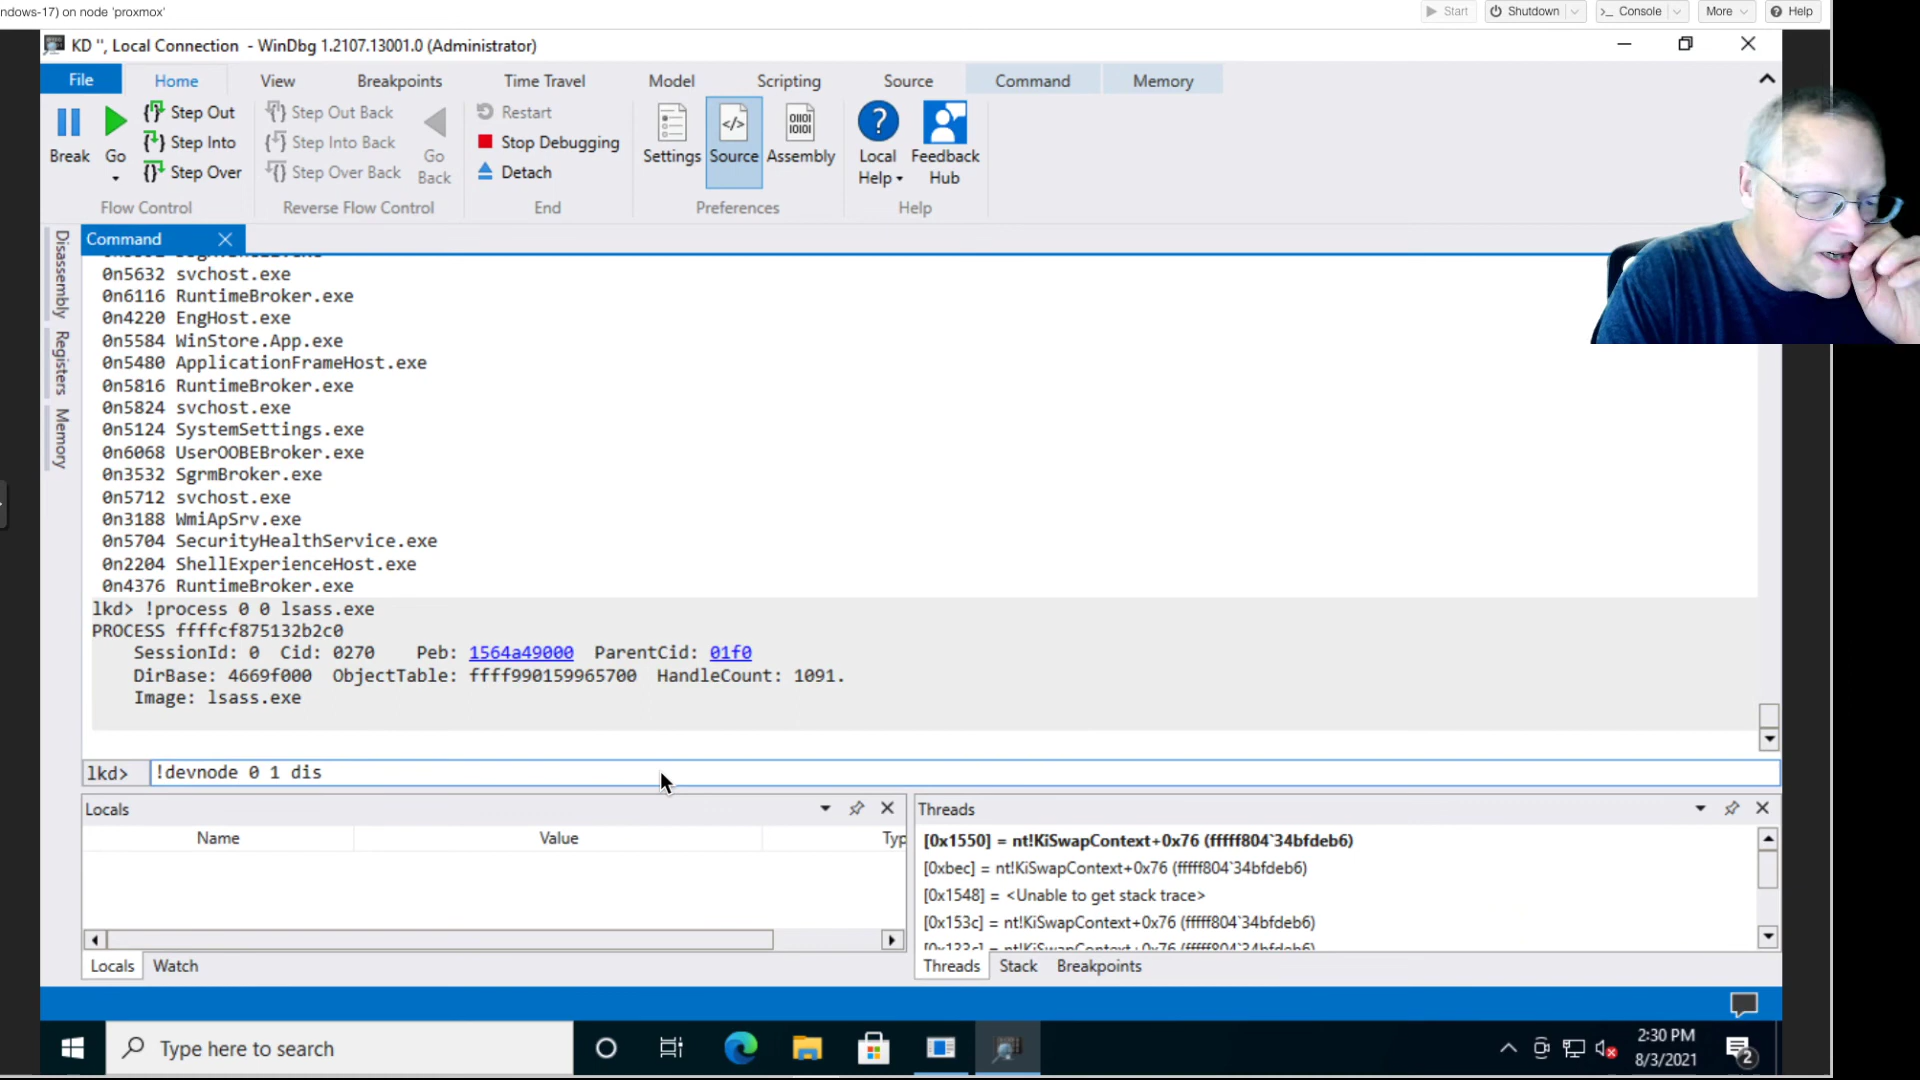 ndows-17) on node 'proxmox'
Start
Shutdown
>_ Console
More
Help
KD '', Local Connection - WinDbg 1.2107.13001.0 (Administrator)
File
Home
View
Breakpoints
Time Travel
Model
Scripting
Source
Command
Memory
Break
Go
Step Out
Step Into
Step Over
Flow Control
Step Out Back
Step Into Back
Step Over Back
Go
Back
Reverse Flow Control
Restart
Stop Debugging
Detach
End
Settings
Source
Assembly
Preferences
Local
Help
Feedback
Hub
Help
Disassembly
Registers
Memory
Command
0n5632 svchost.exe
0n6116 RuntimeBroker.exe
0n4220 EngHost.exe
0n5584 WinStore.App.exe
0n5480 ApplicationFrameHost.exe
0n5816 RuntimeBroker.exe
0n5824 svchost.exe
0n5124 SystemSettings.exe
0n6068 UserOOBEBroker.exe
0n3532 SgrmBroker.exe
0n5712 svchost.exe
0n3188 WmiApSrv.exe
0n5704 SecurityHealthService.exe
0n2204 ShellExperienceHost.exe
0n4376 RuntimeBroker.exe
lkd> !process 0 0 lsass.exe
PROCESS ffffcf875132b2c0
SessionId: 0 Cid: 0270 Peb: 1564a49000 ParentCid: 01f0
DirBase: 4669f000 ObjectTable: ffff990159965700 HandleCount: 1091.
Image: lsass.exe
lkd> !devnode 0 1 dis
Locals
Name
Value
Typ
Locals
Watch
Threads
[0x1550] = nt!KiSwapContext+0x76 (fffff804`34bfdeb6)
[0xbec] = nt!KiSwapContext+0x76 (fffff804`34bfdeb6)
[0x1548] = <Unable to get stack trace>
[0x153c] = nt!KiSwapContext+0x76 (fffff804`34bfdeb6)
Threads
Stack
Breakpoints
Type here to search
2:30 PM
8/3/2021
2